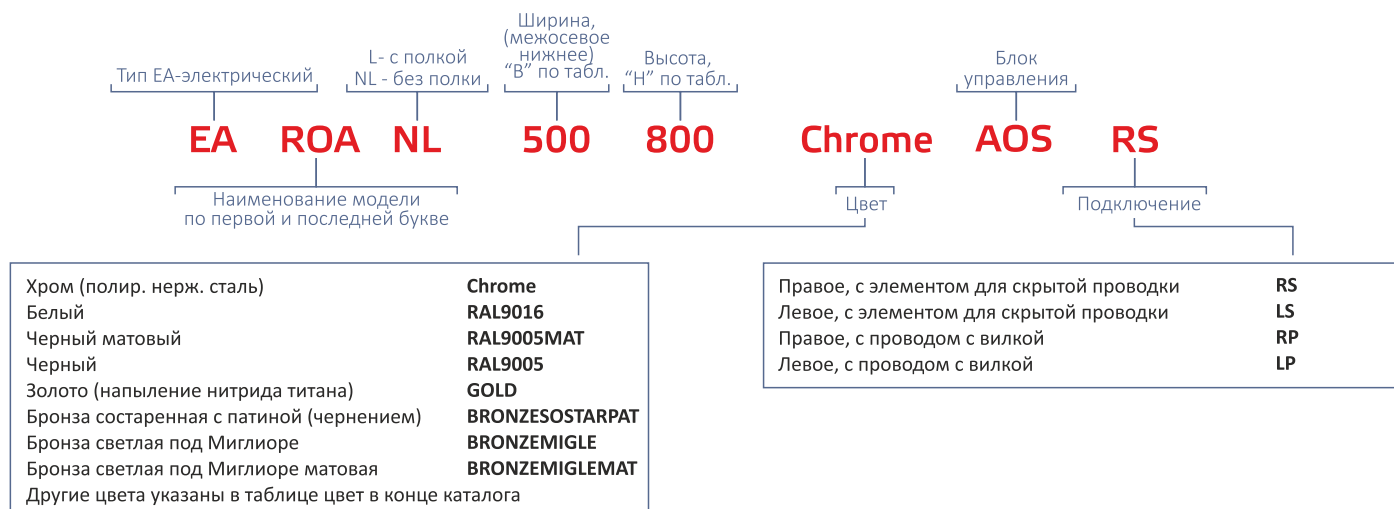 Тип EA-электрический
L- с полкой
NL - без полки
Ширина,
(межосевое
нижнее)
“B” по табл.
Высота,
“H” по табл.
Блок
управления
EA ROA NL 500 800 Chrome AOS RS
Наименование модели
по первой и последней букве
Цвет
Подключение
Хром (полир. нерж. сталь) Chrome
Белый RAL9016
Черный матовый RAL9005MAT
Черный RAL9005
Золото (напыление нитрида титана) GOLD
Бронза состаренная с патиной (чернением) BRONZESOSTARPAT
Бронза светлая под Миглиоре BRONZEMIGLE
Бронза светлая под Миглиоре матовая BRONZEMIGLEMAT
Другие цвета указаны в таблице цвет в конце каталога
Правое, с элементом для скрытой проводки RS
Левое, с элементом для скрытой проводки LS
Правое, с проводом с вилкой RP
Левое, с проводом с вилкой LP